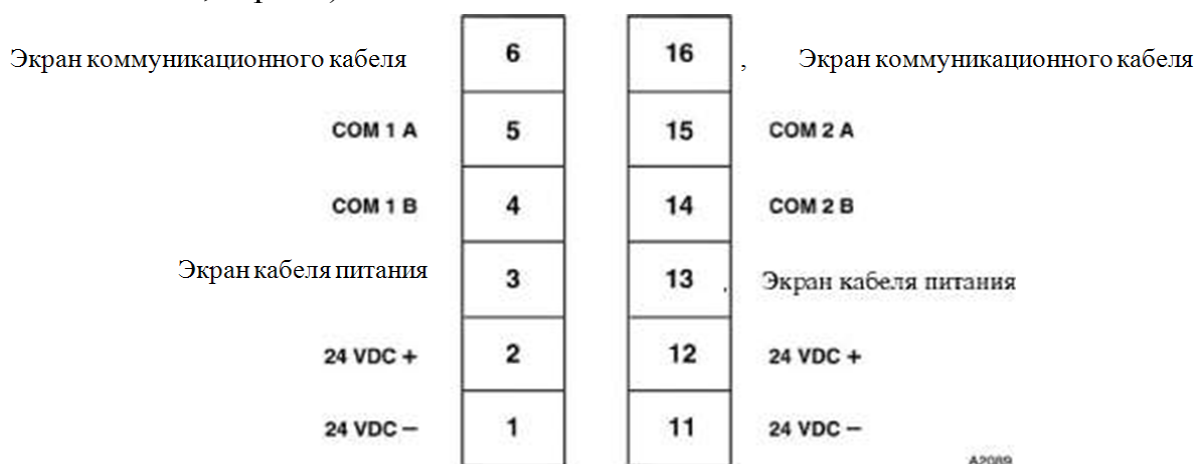 Экран коммуникационного кабеля 6 16 , Экран коммуникационного кабеля
COM 1 A 5 15 COM 2 A
COM 1 B 4 14 COM 2 B
Экран кабеля питания 3 13 Экран кабеля питания
24 VDC + 2 12 24 VDC +
24 VDC − 1 11 24 VDC −
A2089